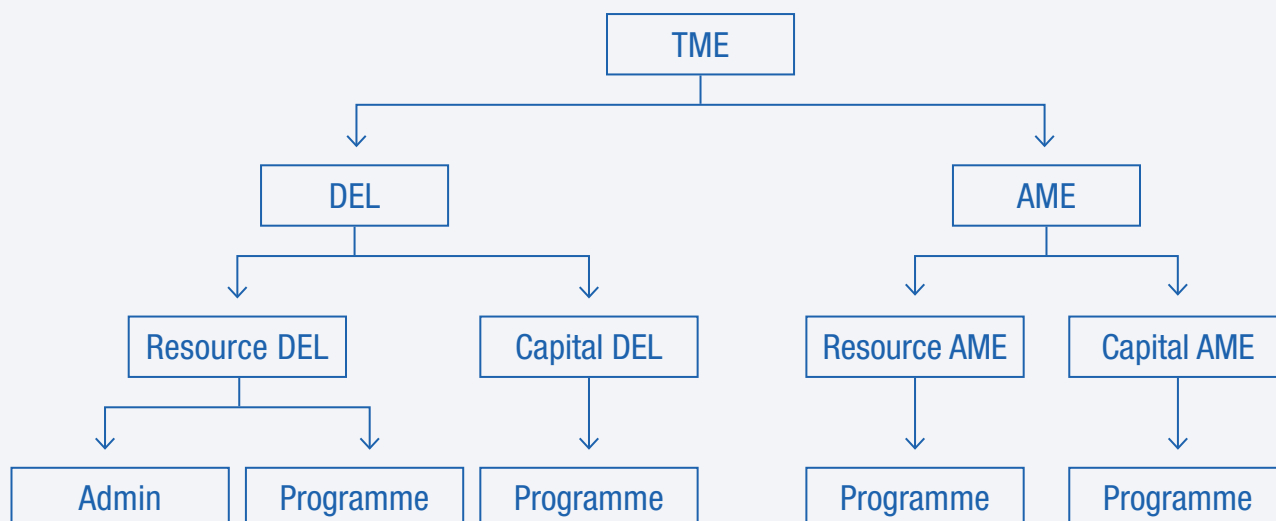 TME
DEL
AME
Resource DEL
Capital DEL
Resource AME
Capital AME
Admin
Programme
Programme
Programme
Programme